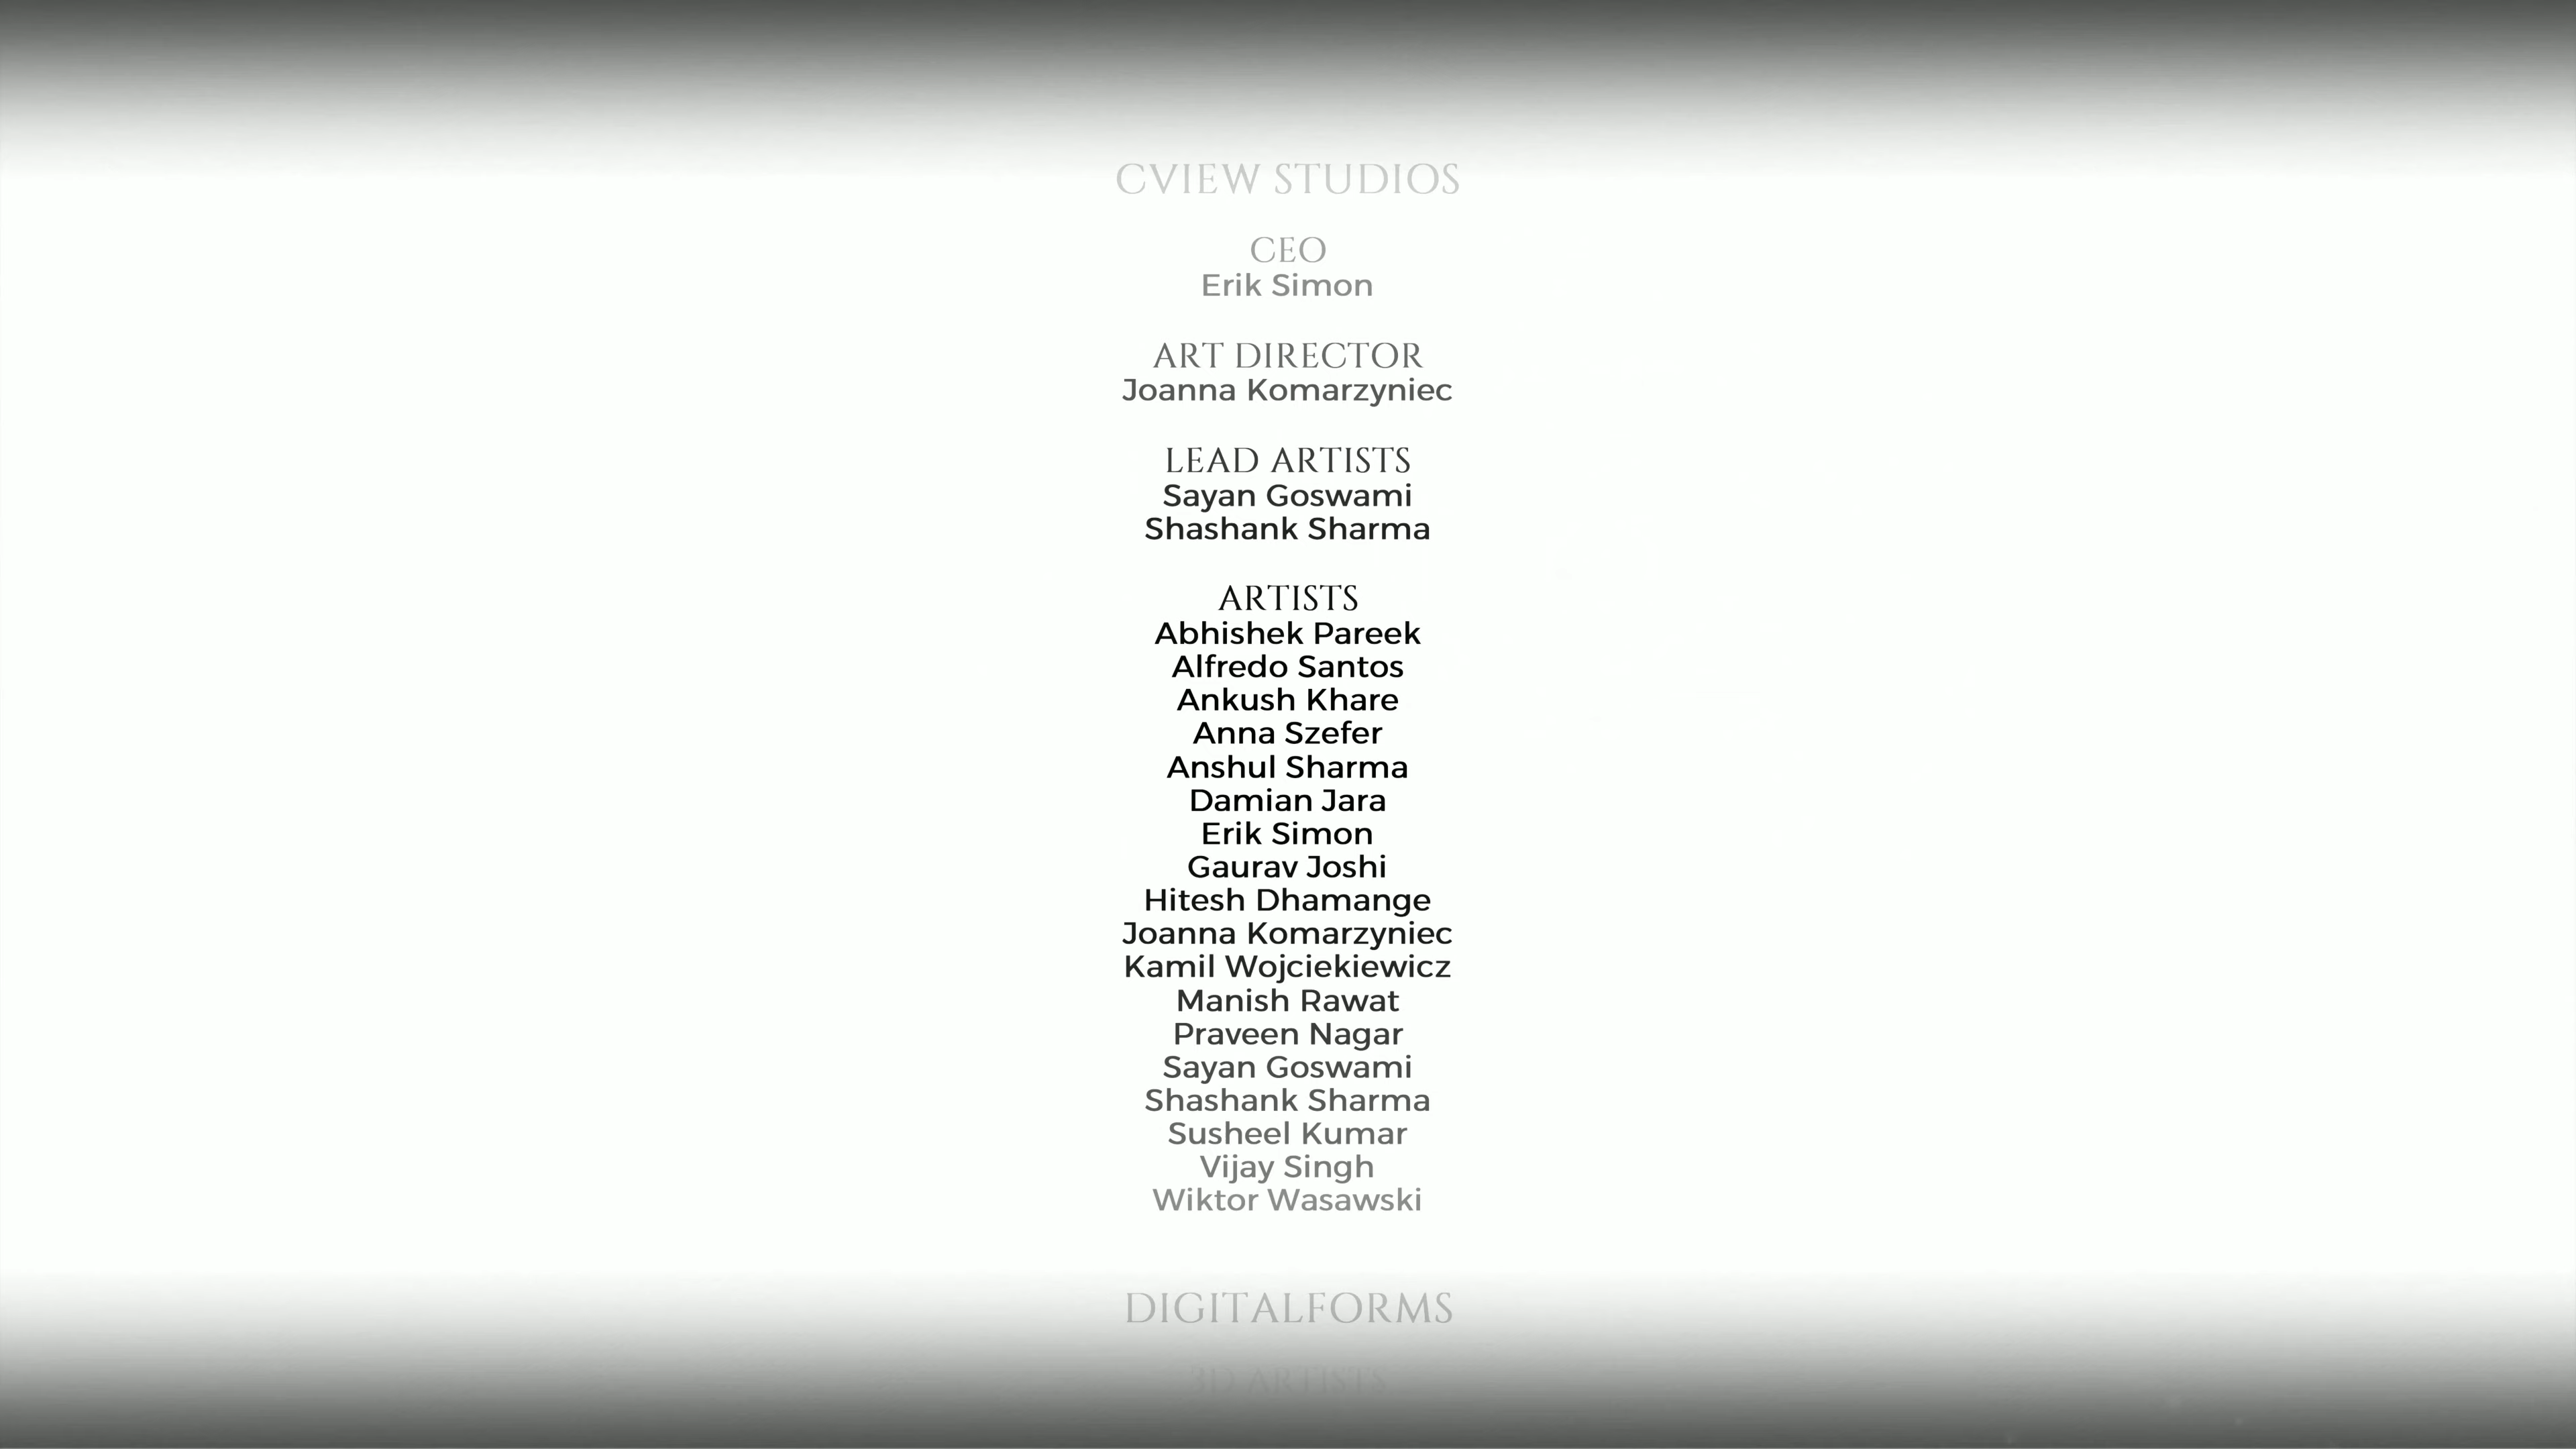 CVIEW STUDIOS
CEO
Erik Simon
ART DIRECTOR
Joanna Komarzyniec
LEAD ARTISTS
Sayan Goswami
Shashank Sharma
ARTISTS
Abhishek Pareek
Alfredo Santos
Ankush Khare
Anna Szefer
Anshul Sharma
Damian Jara
Erik Simon
Gaurav Joshi
Hitesh Dhamange
Joanna Komarzyniec
Kamil Wojciekiewicz
Manish Rawat
Praveen Nagar
Sayan Goswami
Shashank Sharma
Susheel Kumar
Vijay Singh
Wiktor Wasawski
DIGITALFORMS
3D ARTISTS